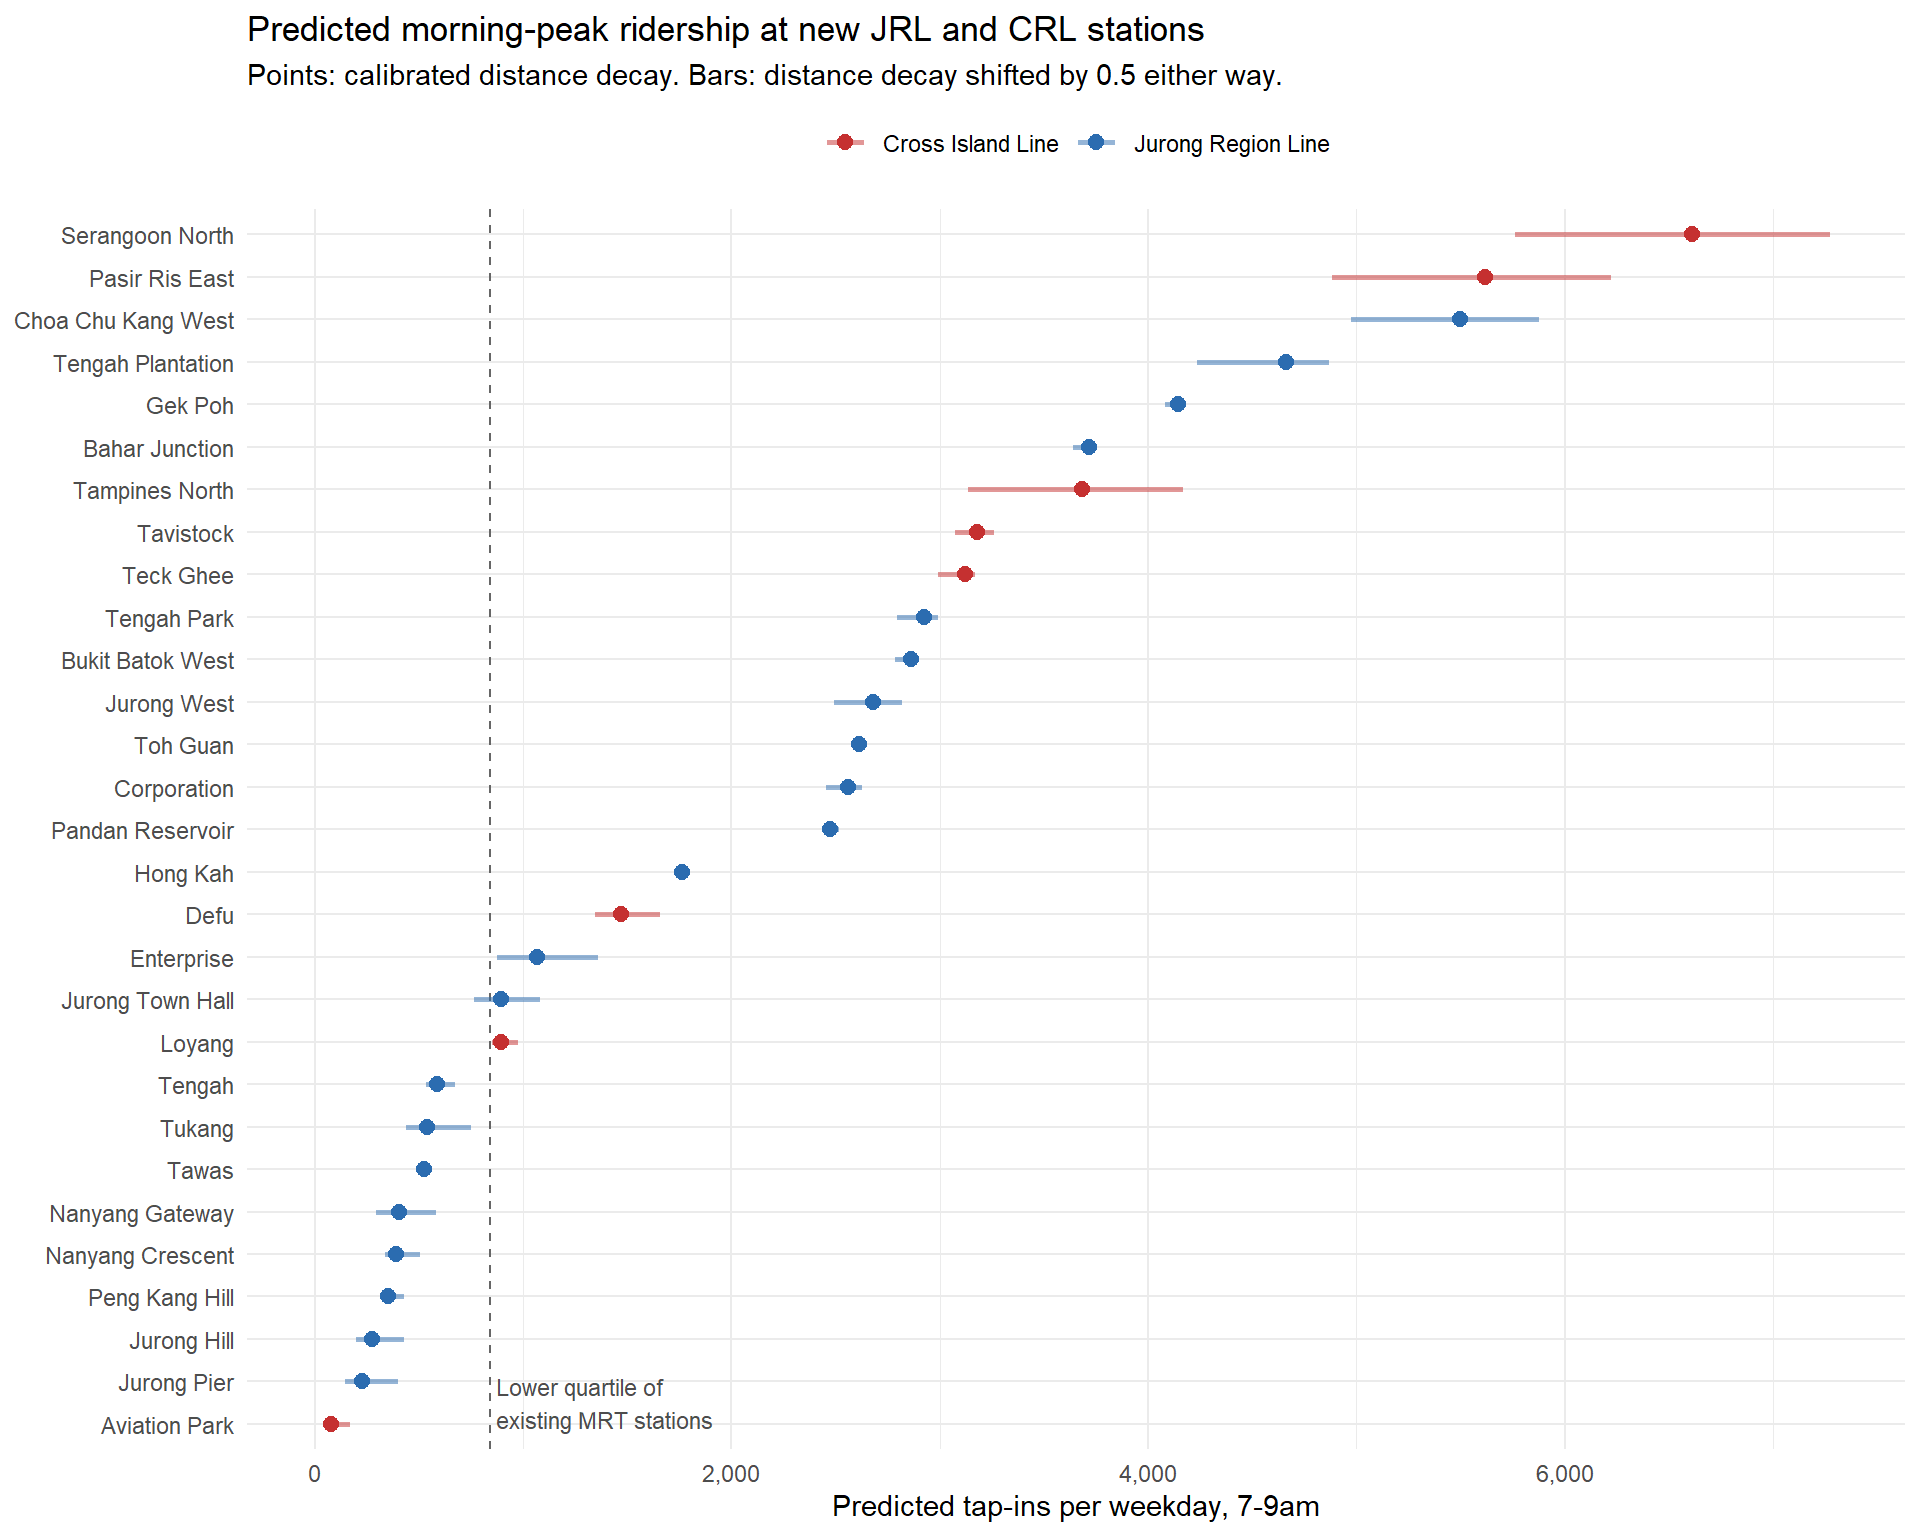 Predicted morning-peak ridership at new JRL and CRL stations
Points: calibrated distance decay. Bars: distance decay shifted by 0.5 either way.
Cross Island Line
Jurong Region Line
Serangoon North
Pasir Ris East
Choa Chu Kang West
Tengah Plantation
Gek Poh
Bahar Junction
Tampines North
Tavistock
Teck Ghee
Tengah Park
Bukit Batok West
Jurong West
Toh Guan
Corporation
Pandan Reservoir
Hong Kah
Defu
Enterprise
Jurong Town Hall
Loyang
Tengah
Tukang
Tawas
Nanyang Gateway
Nanyang Crescent
Peng Kang Hill
Jurong Hill
Jurong Pier
Aviation Park
Lower quartile of
existing MRT stations
0
2,000
4,000
6,000
Predicted tap-ins per weekday, 7-9am